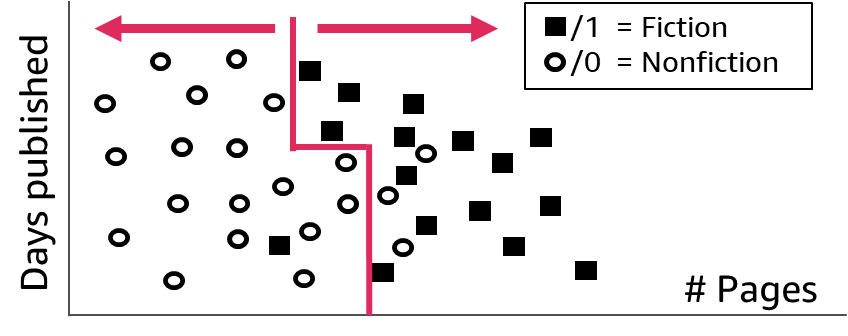 /1 = Fiction
/0 = Nonfiction
Days published
# Pages